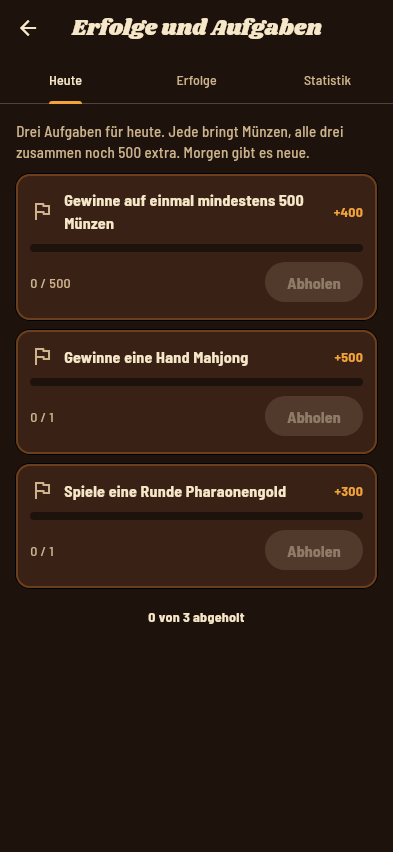 Erfolge und Aufgaben
Heute
Erfolge
Statistik
Drei Aufgaben für heute. Jede bringt Münzen, alle drei
zusammen noch 500 extra. Morgen gibt es neue.
Gewinne auf einmal mindestens 500
Münzen
+400
0 / 500
Abholen
Gewinne eine Hand Mahjong
+500
0 / 1
Abholen
Spiele eine Runde Pharaonengold
+300
0 / 1
Abholen
0 von 3 abgeholt